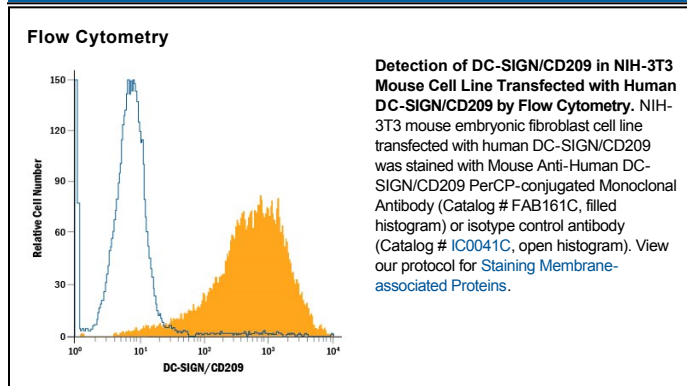 Flow Cytometry
150
120
90
60
30
0
Relative Cell Number
10⁰ 10¹ 10² 10³ 10⁴
DC-SIGN/CD209
Detection of DC-SIGN/CD209 in NIH-3T3
Mouse Cell Line Transfected with Human
DC-SIGN/CD209 by Flow Cytometry. NIH-
3T3 mouse embryonic fibroblast cell line
transfected with human DC-SIGN/CD209
was stained with Mouse Anti-Human DC-
SIGN/CD209 PerCP-conjugated Monoclonal
Antibody (Catalog # FAB161C, filled
histogram) or isotype control antibody
(Catalog # IC0041C, open histogram). View
our protocol for Staining Membrane-
associated Proteins.